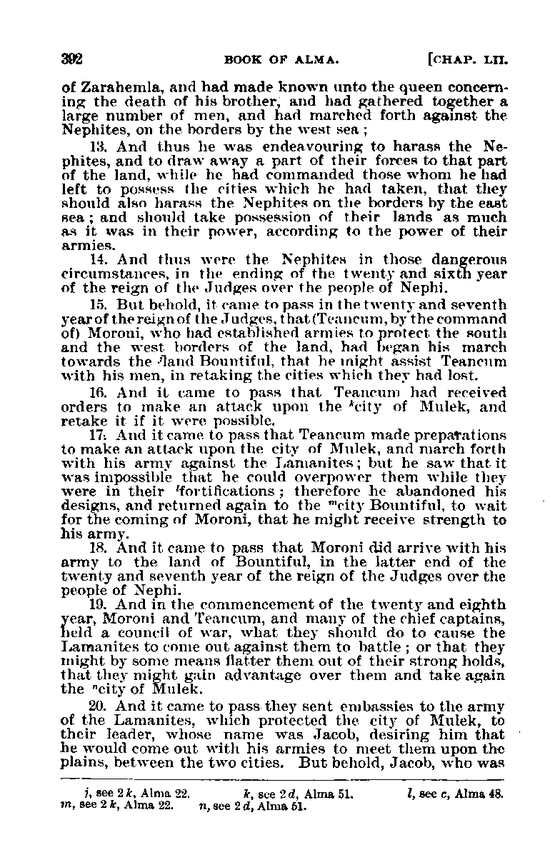 392 BOOK OF ALMA. [CHAP. LII.
of Zarahemla, and had made known unto the queen concern-
ing the death of his brother, and had gathered together a
large number of men, and had marched forth against the
Nephites, on the borders by the west sea ;
13. And thus he was endeavouring to harass the Ne-
phites, and to draw away a part of their forces to that part
of the land, while he had commanded those whom he had
left to possess the cities which he had taken, that they
should also harass the Nephites on the borders by the east
sea ; and should take possession of their lands as much
as it was in their power, according to the power of their
armies.
14. And thus were the Nephites in those dangerous
circumstances, in the ending of the twenty and sixth year
of the reign of the Judges over the people of Nephi.
15. But behold, it came to pass in the twenty and seventh
year of the reign of the Judges, that (Teancum, by the command
of) Moroni, who had established armies to protect the south
and the west borders of the land, had began his march
towards the jland Bountiful, that he might assist Teancum
with his men, in retaking the cities which they had lost.
16. And it came to pass that Teancum had received
orders to make an attack upon the kcity of Mulek, and
retake it if it were possible.
17. And it came to pass that Teancum made preparations
to make an attack upon the city of Mulek, and march forth
with his army against the Lamanites ; but he saw that it
was impossible that he could overpower them while they
were in their lfortifications ; therefore he abandoned his
designs, and returned again to the mcity Bountiful, to wait
for the coming of Moroni, that he might receive strength to
his army.
18. And it came to pass that Moroni did arrive with his
army to the land of Bountiful, in the latter end of the
twenty and seventh year of the reign of the Judges over the
people of Nephi.
19. And in the commencement of the twenty and eighth
year, Moroni and Teancum, and many of the chief captains,
held a council of war, what they should do to cause the
Lamanites to come out against them to battle ; or that they
might by some means flatter them out of their strong holds,
that they might gain advantage over them and take again
the ncity of Mulek.
20. And it came to pass they sent embassies to the army
of the Lamanites, which protected the city of Mulek, to
their leader, whose name was Jacob, desiring him that
he would come out with his armies to meet them upon the
plains, between the two cities. But behold, Jacob, who was
j, see 2 k, Alma 22. k, see 2 d, Alma 51. l, see c, Alma 48.
m, see 2 k, Alma 22. n, see 2 d, Alma 51.